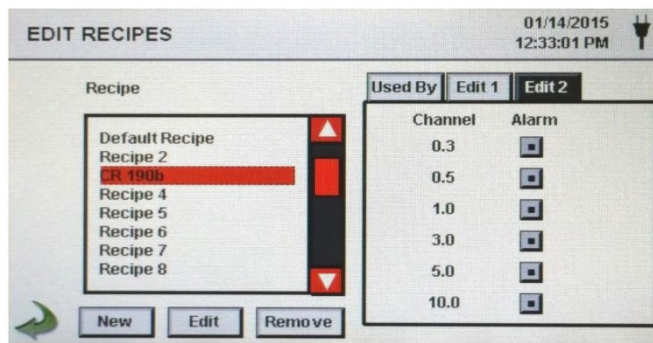 EDIT RECIPES
01/14/2015
12:33:01 PM
Recipe
Default Recipe
Recipe 2
CR 190b
Recipe 4
Recipe 5
Recipe 6
Recipe 7
Recipe 8
New Edit Remove
Used By Edit 1 Edit 2
Channel Alarm
0.3
0.5
1.0
3.0
5.0
10.0